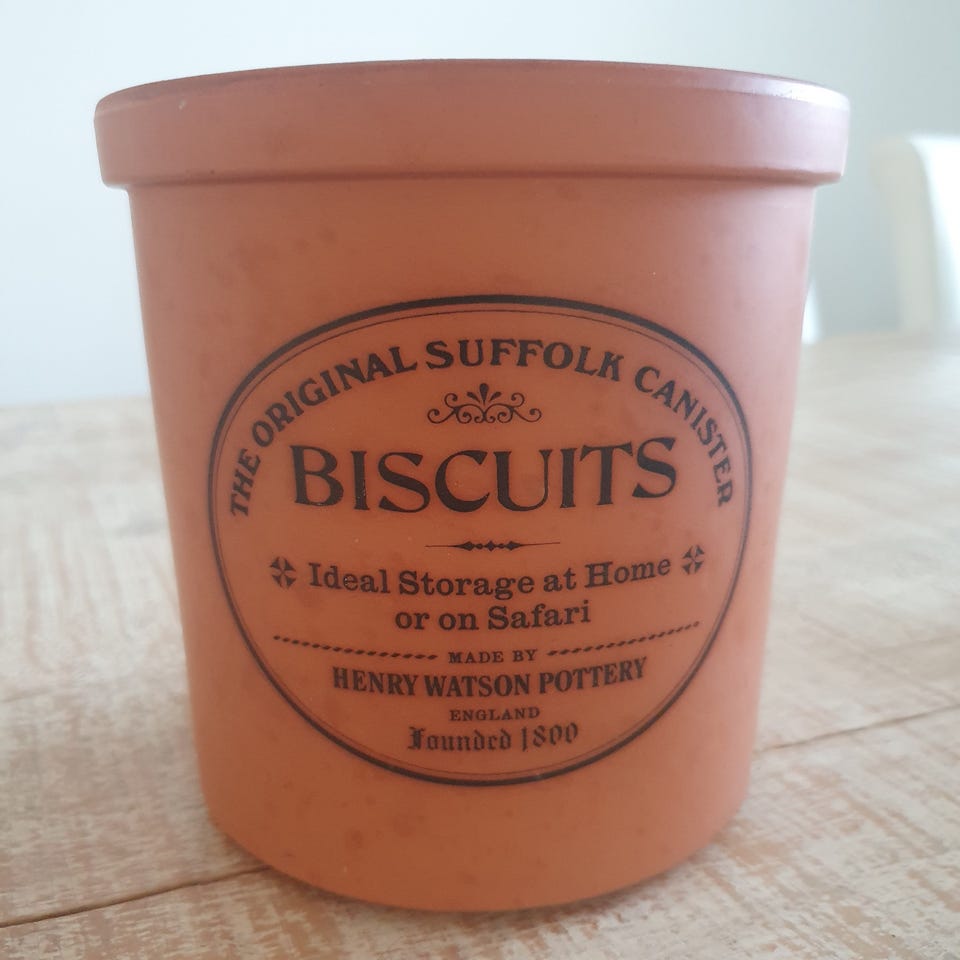 THE ORIGINAL SUFFOLK CANISTER
BISCUITS
Ideal Storage at Home
or on Safari
MADE BY
HENRY WATSON POTTERY
ENGLAND
Founded 1800